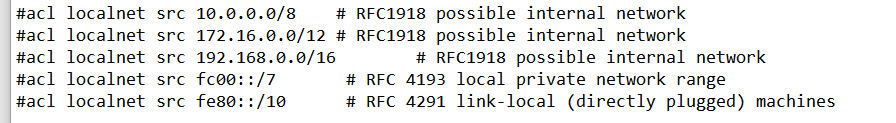 #acl localnet src 10.0.0.0/8    # RFC1918 possible internal network
#acl localnet src 172.16.0.0/12 # RFC1918 possible internal network
#acl localnet src 192.168.0.0/16        # RFC1918 possible internal network
#acl localnet src fc00::/7       # RFC 4193 local private network range
#acl localnet src fe80::/10      # RFC 4291 link-local (directly plugged) machines